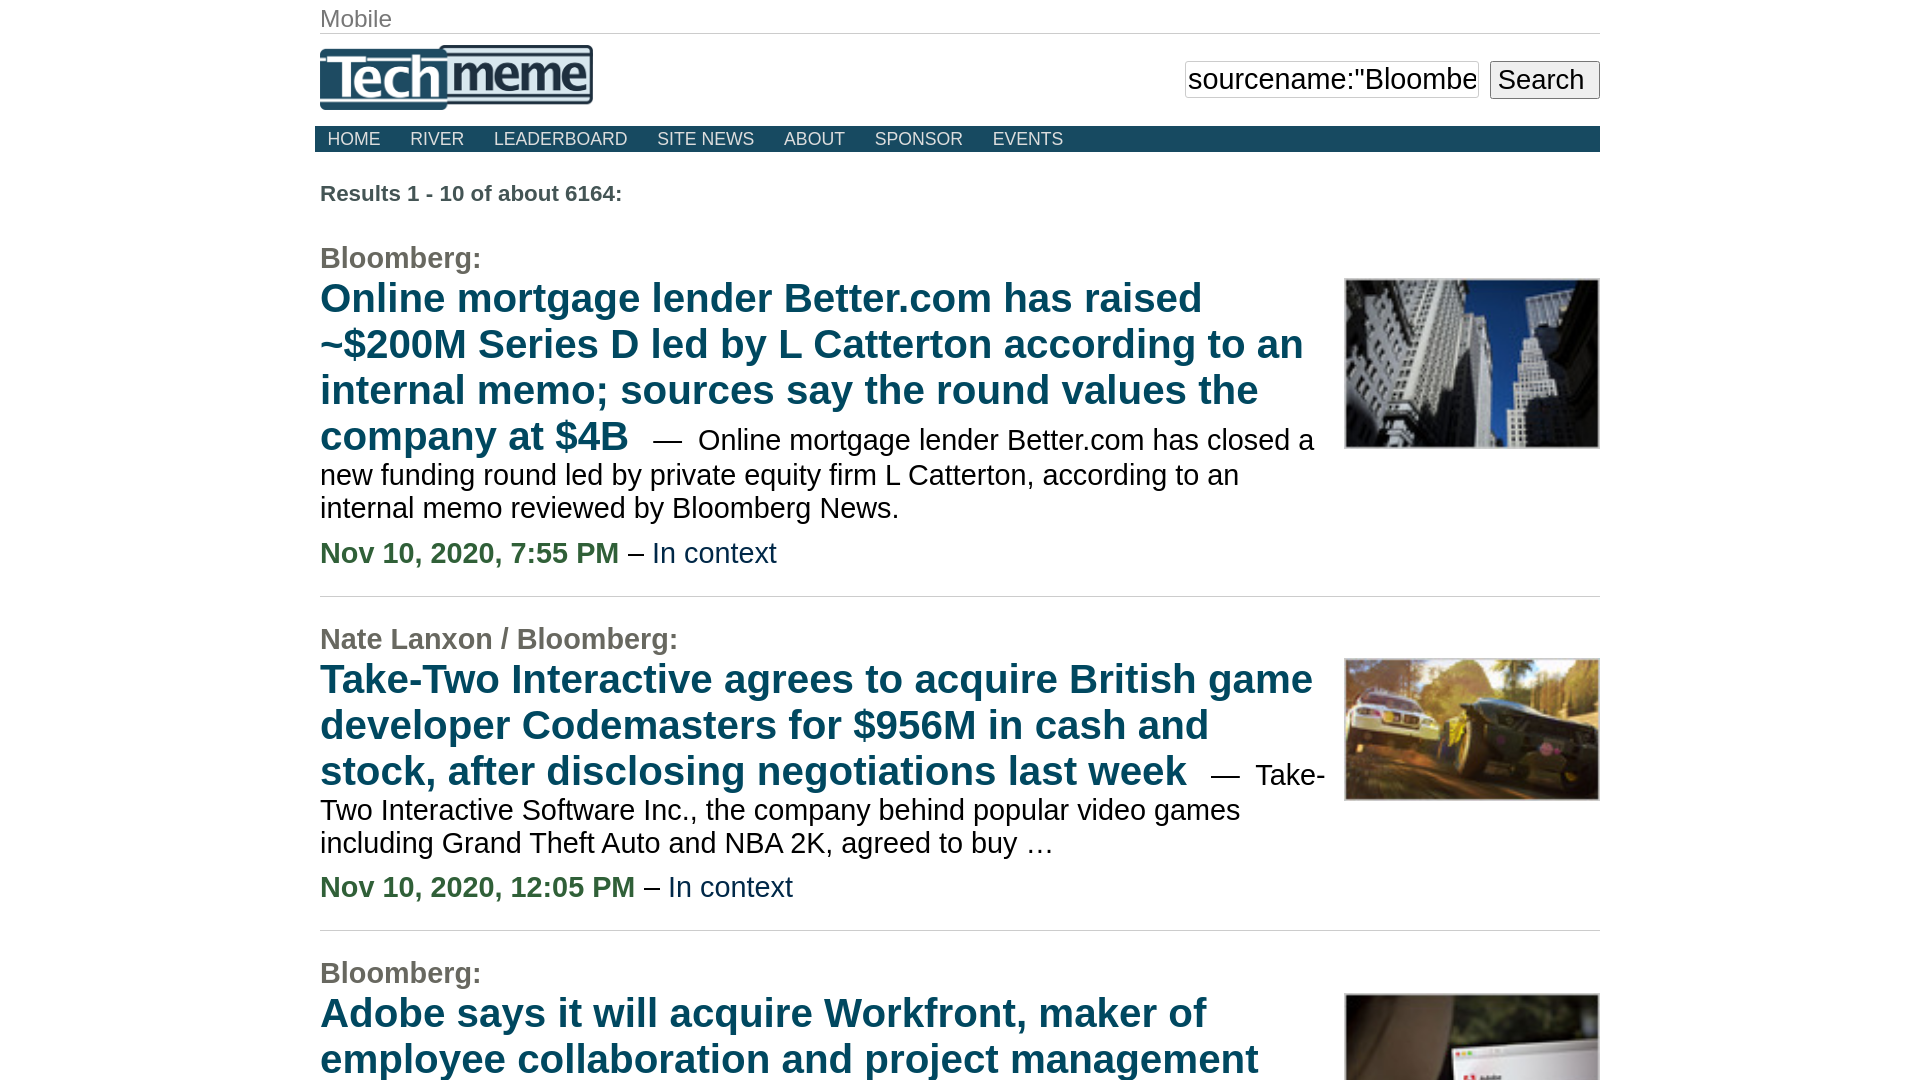 Mobile
Techmeme
sourcename:"Bloombe
Search
HOME RIVER LEADERBOARD SITE NEWS ABOUT SPONSOR EVENTS
Results 1 - 10 of about 6164:
Bloomberg:
Online mortgage lender Better.com has raised
~$200M Series D led by L Catterton according to an
internal memo; sources say the round values the
company at $4B — Online mortgage lender Better.com has closed a
new funding round led by private equity firm L Catterton, according to an
internal memo reviewed by Bloomberg News.
Nov 10, 2020, 7:55 PM – In context
Nate Lanxon / Bloomberg:
Take-Two Interactive agrees to acquire British game
developer Codemasters for $956M in cash and
stock, after disclosing negotiations last week — Take-
Two Interactive Software Inc., the company behind popular video games
including Grand Theft Auto and NBA 2K, agreed to buy …
Nov 10, 2020, 12:05 PM – In context
Bloomberg:
Adobe says it will acquire Workfront, maker of
employee collaboration and project management